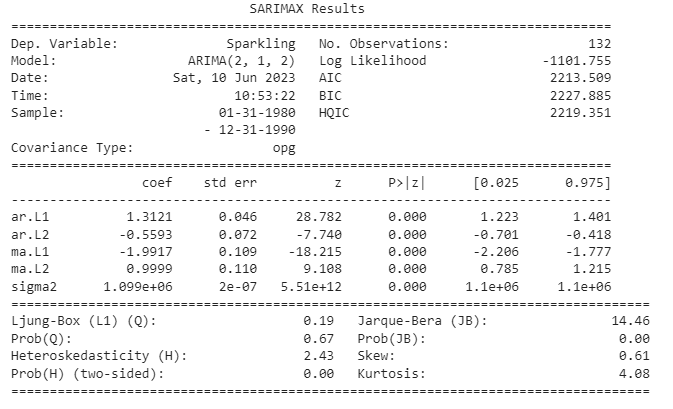 SARIMAX Results
==============================================================================
Dep. Variable: Sparkling No. Observations: 132
Model: ARIMA(2, 1, 2) Log Likelihood -1101.755
Date: Sat, 10 Jun 2023 AIC 2213.509
Time: 10:53:22 BIC 2227.885
Sample: 01-31-1980 HQIC 2219.351
- 12-31-1990
Covariance Type: opg
==============================================================================
coef std err z P>|z| [0.025 0.975]
------------------------------------------------------------------------------
ar.L1 1.3121 0.046 28.782 0.000 1.223 1.401
ar.L2 -0.5593 0.072 -7.740 0.000 -0.701 -0.418
ma.L1 -1.9917 0.109 -18.215 0.000 -2.206 -1.777
ma.L2 0.9999 0.110 9.108 0.000 0.785 1.215
sigma2 1.099e+06 2e-07 5.51e+12 0.000 1.1e+06 1.1e+06
===================================================================================
Ljung-Box (L1) (Q): 0.19 Jarque-Bera (JB): 14.46
Prob(Q): 0.67 Prob(JB): 0.00
Heteroskedasticity (H): 2.43 Skew: 0.61
Prob(H) (two-sided): 0.00 Kurtosis: 4.08
===================================================================================